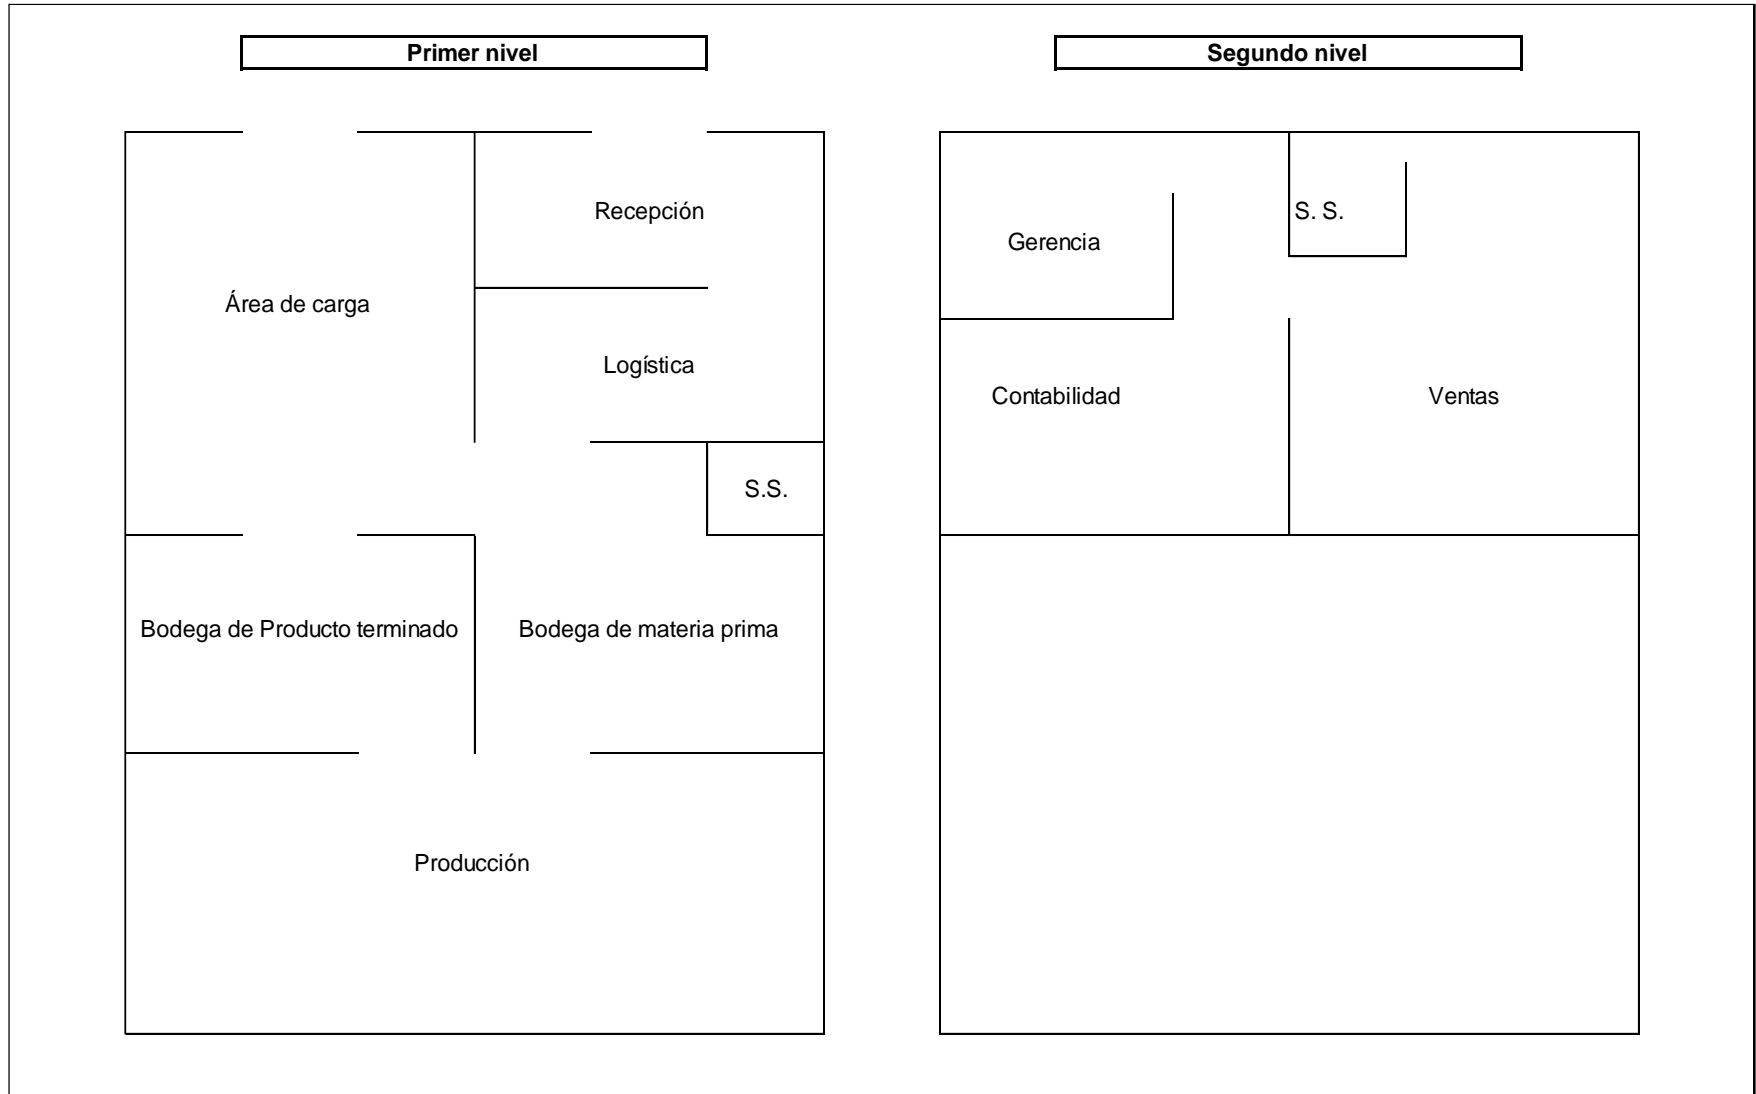 Primer nivel
Segundo nivel
Recepción
S. S.
Gerencia
Área de carga
Logística
Contabilidad
Ventas
S.S.
Bodega de Producto terminado
Bodega de materia prima
Producción